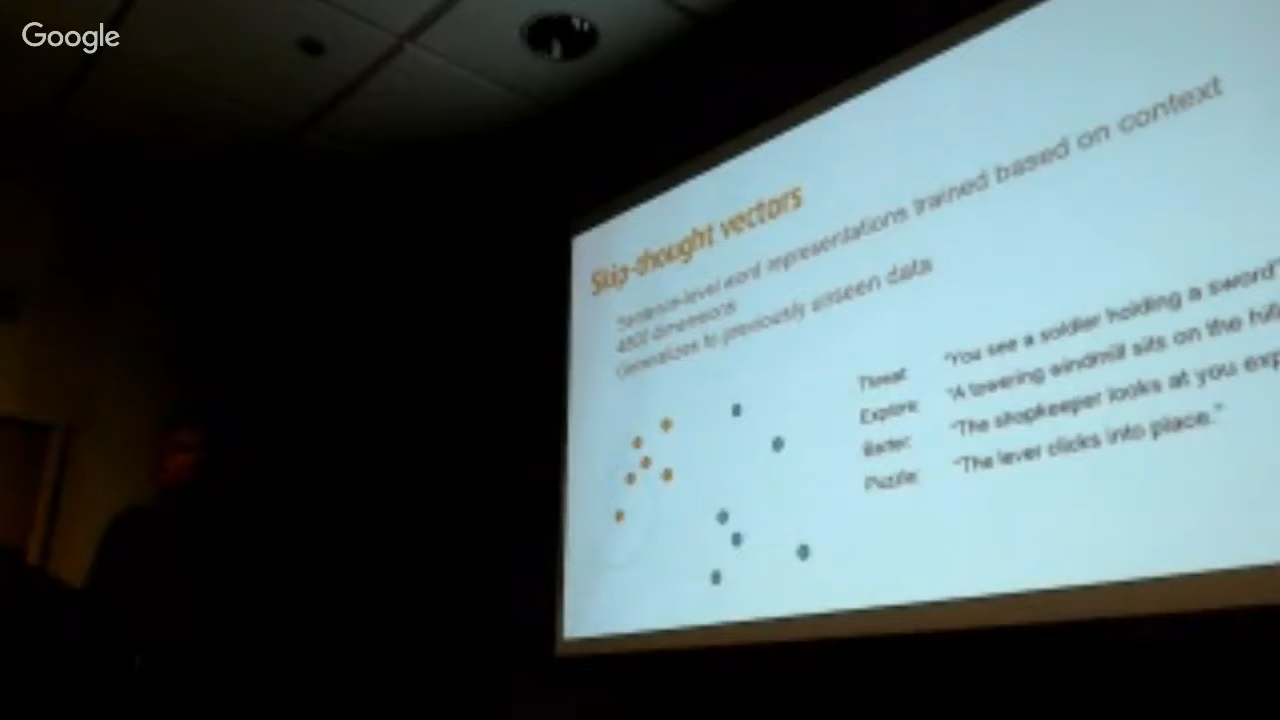 Google
Skip-thought vectors
Sentence-level word representations trained based on context
4800 dimensions
Generalizes to previously unseen data
Threat: "You see a soldier holding a sword"
Explore: "A towering windmill sits on the
Barter: "The shopkeeper looks at you
Puzzle: "The lever clicks into place."